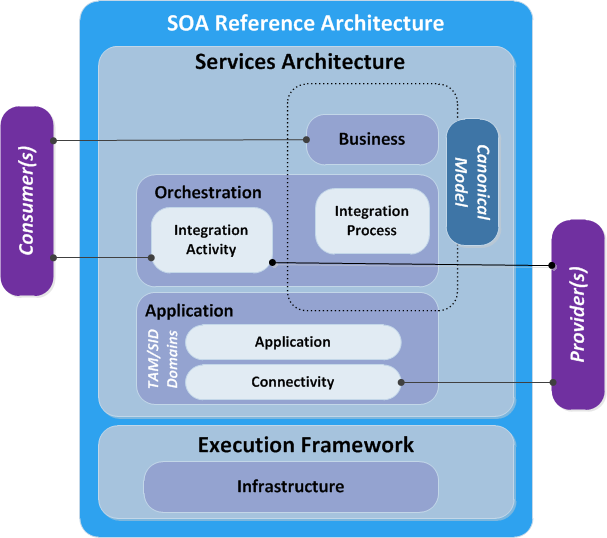 SOA Reference Architecture
Services Architecture
Consumer(s)
Business
Canonical
Model
Orchestration
Integration
Activity
Integration
Process
Provider(s)
Application
TAM/SID
Domains
Application
Connectivity
Execution Framework
Infrastructure